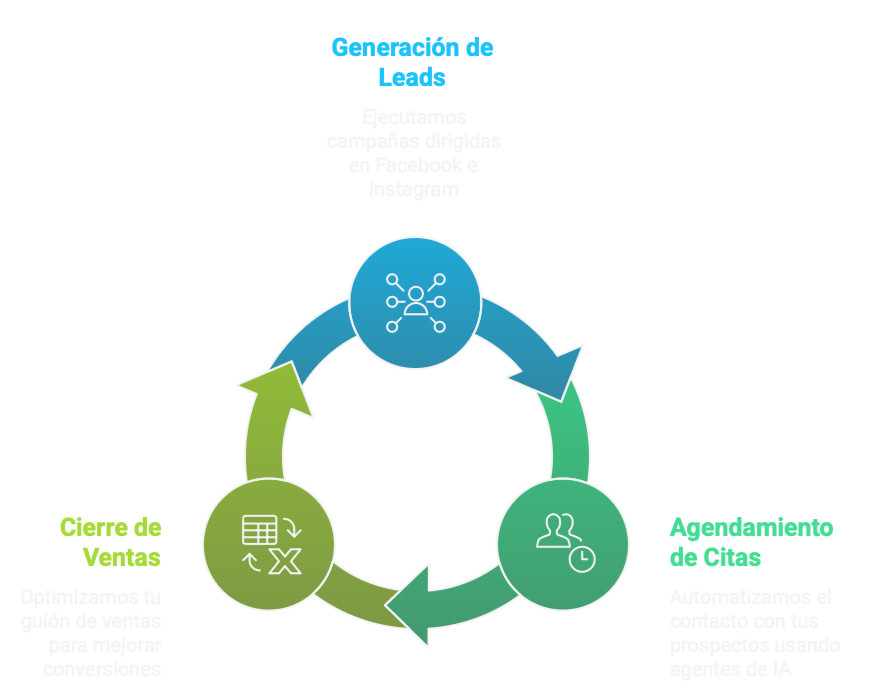 Generación de
Leads
Ejecutamos
campañas dirigidas
en Facebook e
Instagram
Cierre de
Ventas
Optimizamos tu
guión de ventas
para mejorar
conversiones
Agendamiento
de Citas
Automatizamos el
contacto con tus
prospectos usando
agentes de IA